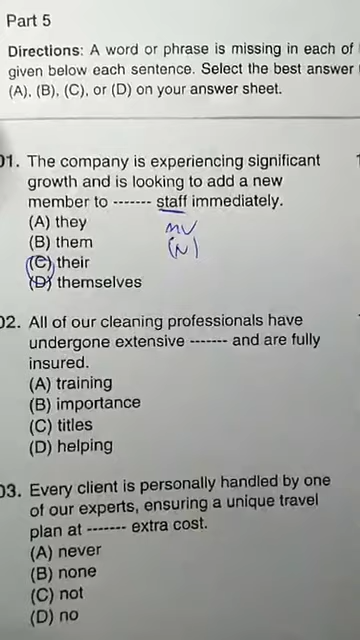 Part 5
Directions: A word or phrase is missing in each of
given below each sentence. Select the best answer
(A), (B), (C), or (D) on your answer sheet.
01. The company is experiencing significant
growth and is looking to add a new
member to ------- staff immediately.
(A) they
(B) them
(C) their
(D) themselves
(N)
02. All of our cleaning professionals have
undergone extensive ------- and are fully
insured.
(A) training
(B) importance
(C) titles
(D) helping
03. Every client is personally handled by one
of our experts, ensuring a unique travel
plan at ------- extra cost.
(A) never
(B) none
(C) not
(D) no